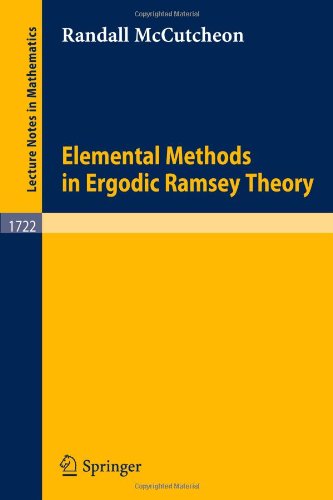 Randall McCutcheon
Lecture Notes in Mathematics
Elemental Methods
in Ergodic Ramsey Theory
1722
Springer